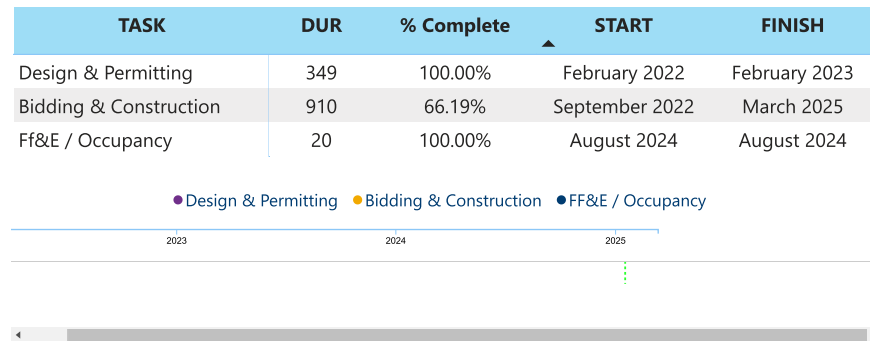 TASK DUR % Complete START FINISH
Design & Permitting 349 100.00% February 2022 February 2023
Bidding & Construction 910 66.19% September 2022 March 2025
Ff&E / Occupancy 20 100.00% August 2024 August 2024
Design & Permitting Bidding & Construction FF&E / Occupancy
2023 2024 2025